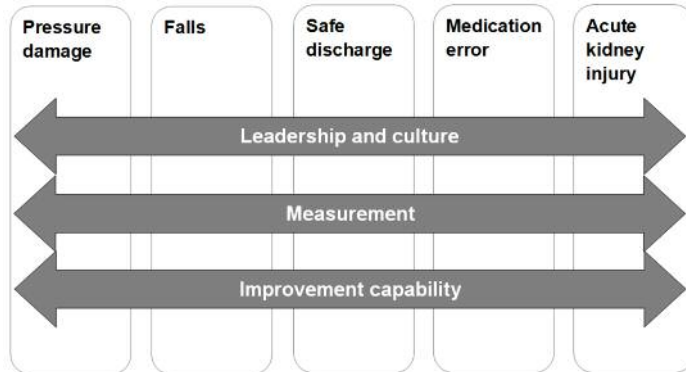 Pressure
damage
Falls
Safe
discharge
Medication
error
Acute
kidney
injury
Leadership and culture
Measurement
Improvement capability